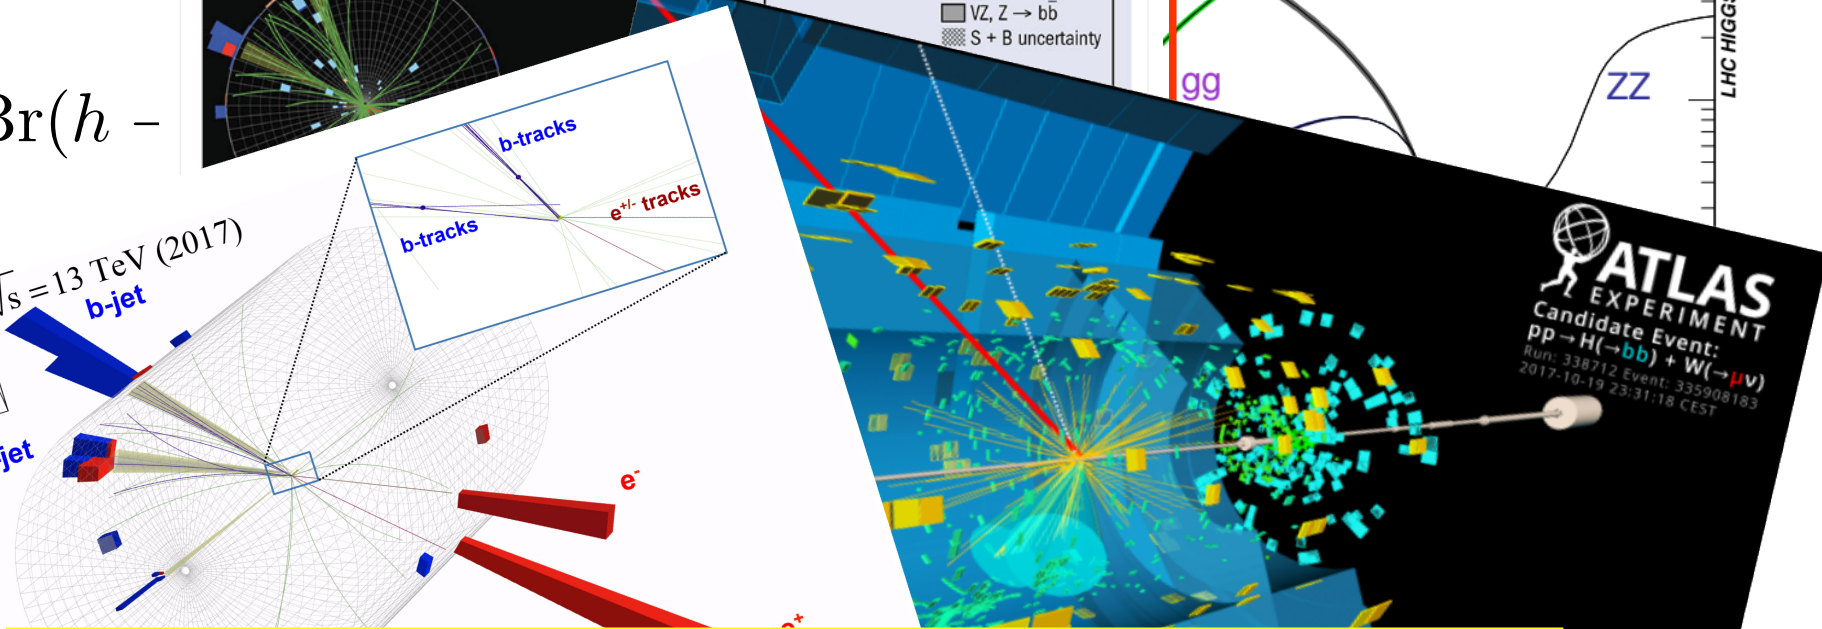 VZ, Z → bb̄
S + B uncertainty
LHC HIGGS
gg
ZZ
Br(h –
b-tracks
e+/- tracks
b-tracks
√s = 13 TeV (2017)
b-jet
-jet
e-
e+
ATLAS
EXPERIMENT
Candidate Event:
pp→H(→bb) + W(→μν)
Run: 338712 Event: 335908183
2017-10-19 23:31:18 CEST